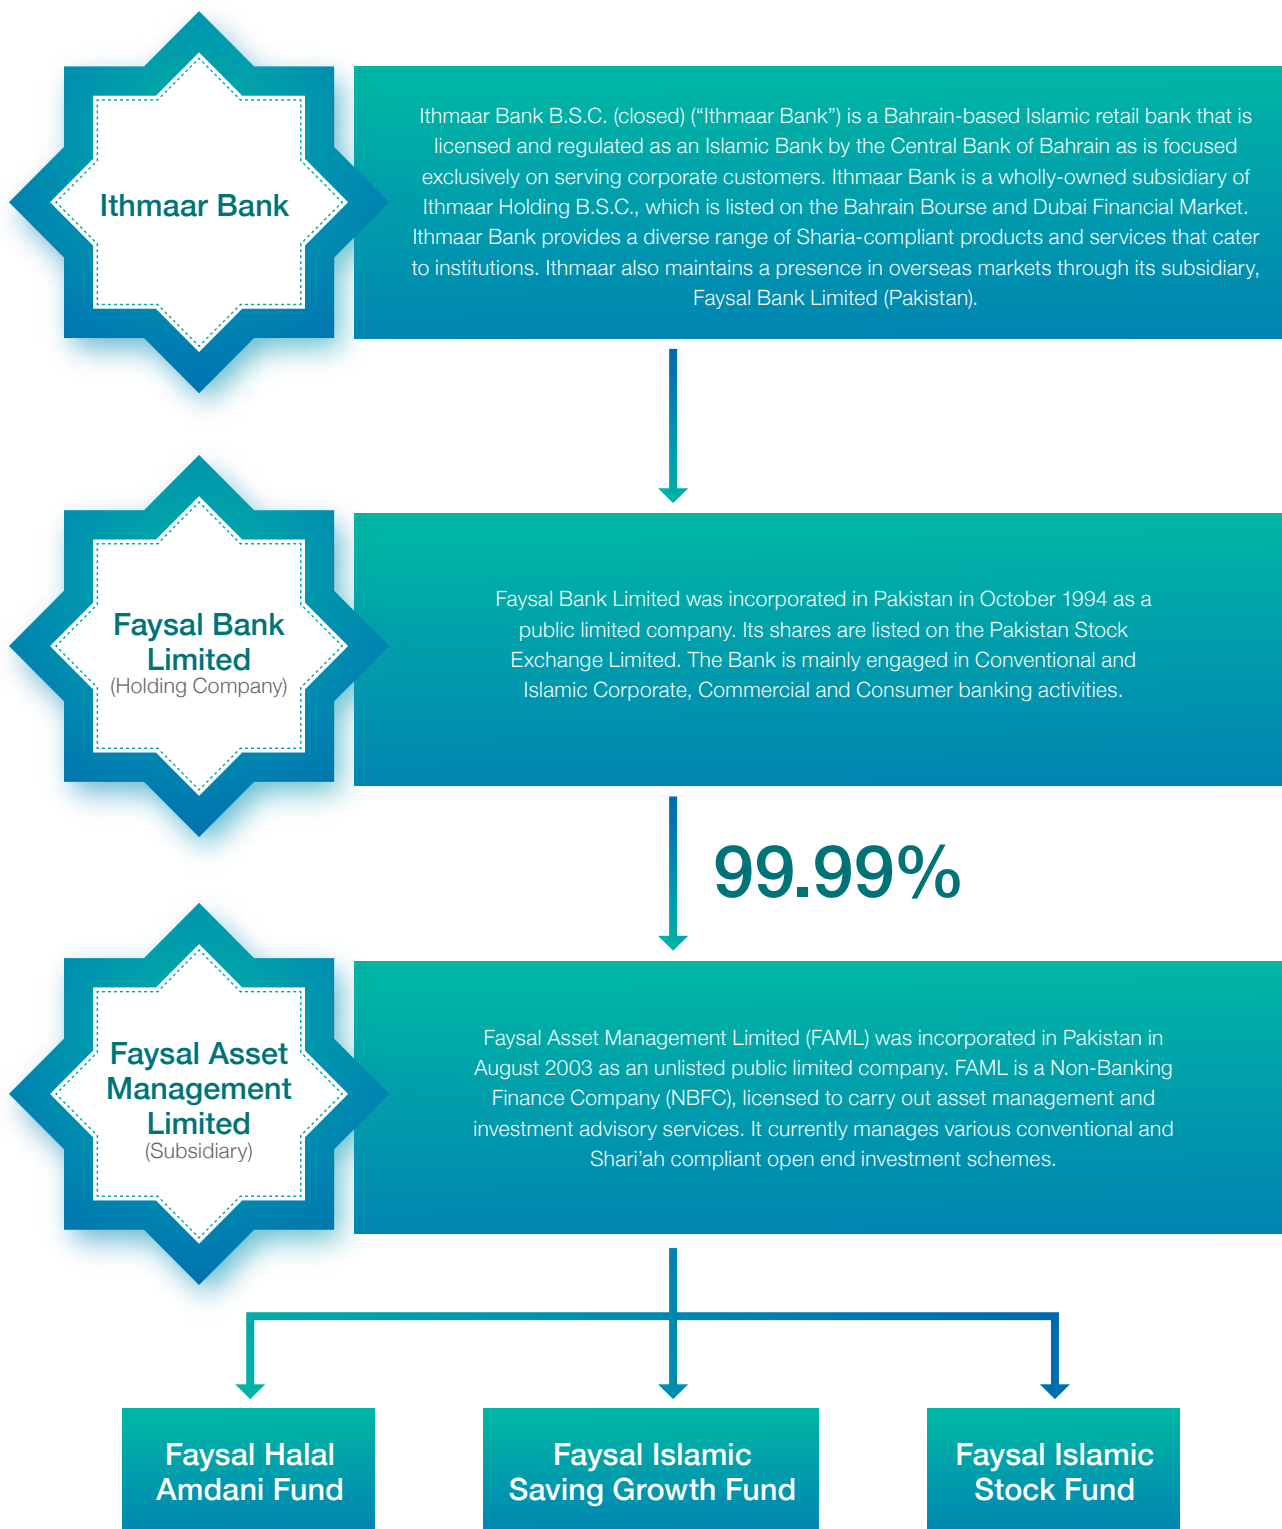 Ithmaar Bank
Ithmaar Bank B.S.C. (closed) (“Ithmaar Bank”) is a Bahrain-based Islamic retail bank that is
licensed and regulated as an Islamic Bank by the Central Bank of Bahrain as is focused
exclusively on serving corporate customers. Ithmaar Bank is a wholly-owned subsidiary of
Ithmaar Holding B.S.C., which is listed on the Bahrain Bourse and Dubai Financial Market.
Ithmaar Bank provides a diverse range of Sharia-compliant products and services that cater
to institutions. Ithmaar also maintains a presence in overseas markets through its subsidiary,
Faysal Bank Limited (Pakistan).
Faysal Bank
Limited
(Holding Company)
Faysal Bank Limited was incorporated in Pakistan in October 1994 as a
public limited company. Its shares are listed on the Pakistan Stock
Exchange Limited. The Bank is mainly engaged in Conventional and
Islamic Corporate, Commercial and Consumer banking activities.
99.99%
Faysal Asset
Management
Limited
(Subsidiary)
Faysal Asset Management Limited (FAML) was incorporated in Pakistan in
August 2003 as an unlisted public limited company. FAML is a Non-Banking
Finance Company (NBFC), licensed to carry out asset management and
investment advisory services. It currently manages various conventional and
Shari’ah compliant open end investment schemes.
Faysal Halal
Amdani Fund
Faysal Islamic
Saving Growth Fund
Faysal Islamic
Stock Fund